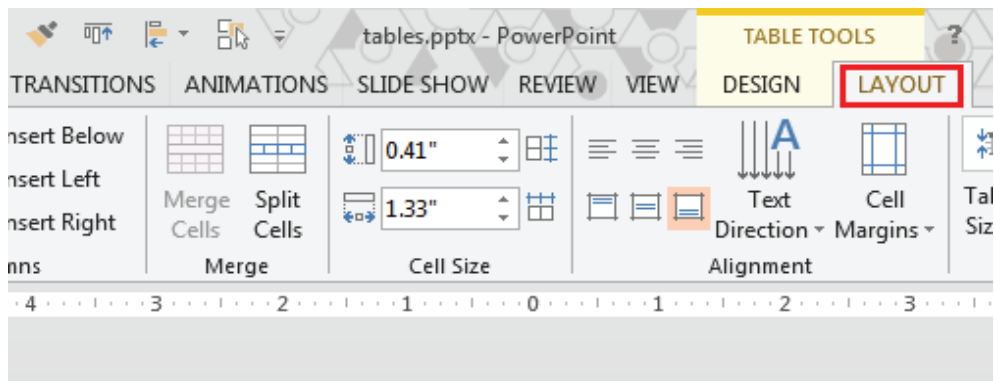 tables.pptx - PowerPoint TABLE TOOLS ?
TRANSITIONS ANIMATIONS SLIDE SHOW REVIEW VIEW DESIGN LAYOUT
nsert Below
nsert Left
nsert Right
mns
Merge
Cells
Split
Cells
Merge
0.41"
1.33"
Cell Size
A
Text
Direction
Cell
Margins
Alignment
Tal
Siz
4 3 2 1 0 1 2 3